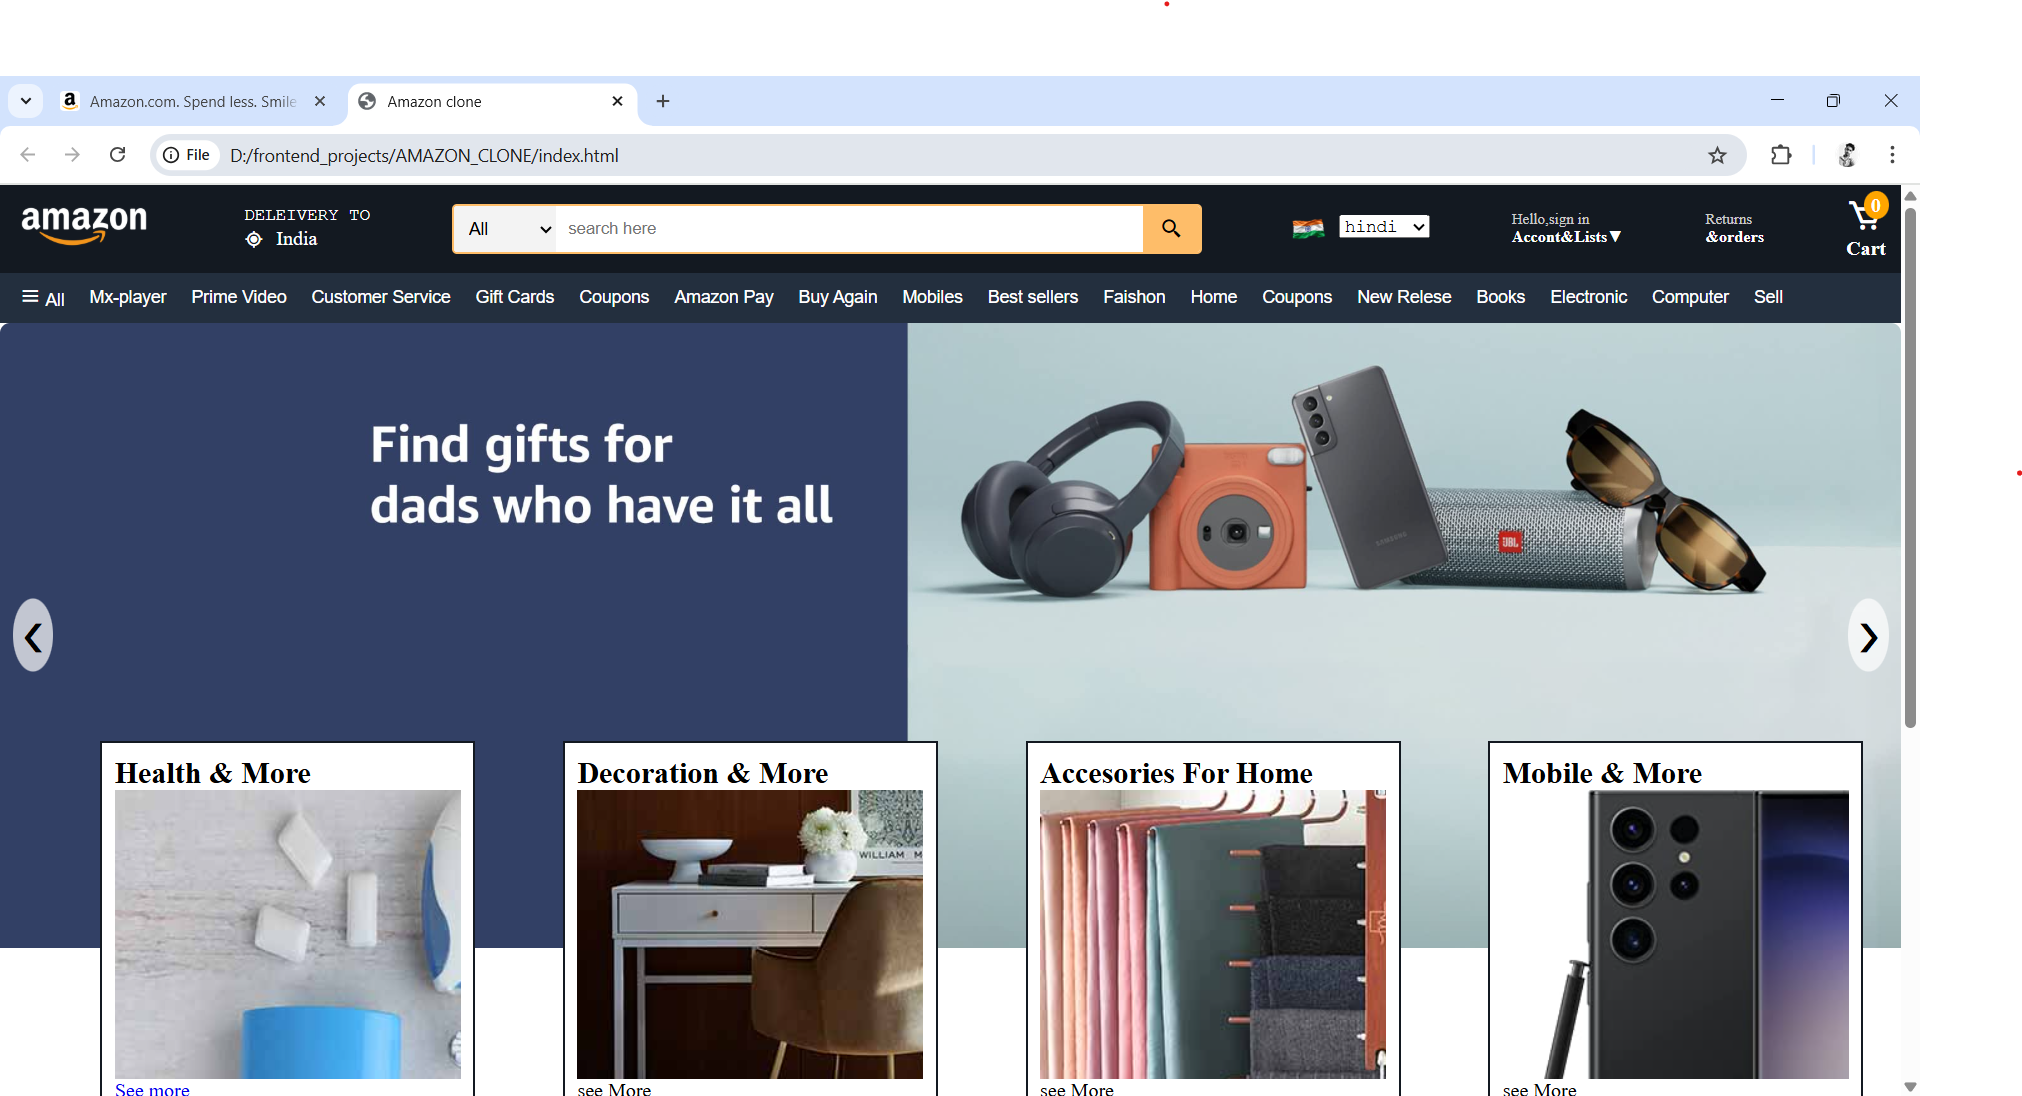 Amazon.com. Spend less. Smile
Amazon clone
File
D:/frontend_projects/AMAZON_CLONE/index.html
amazon
DELEIVERY TO
India
All
search here
hindi
Hello,sign in
Accont&Lists▼
Returns
&orders
0
Cart
All Mx-player Prime Video Customer Service Gift Cards Coupons Amazon Pay Buy Again Mobiles Best sellers Faishon Home Coupons New Relese Books Electronic Computer Sell
Find gifts for
dads who have it all
SAMSUNG
JBL
❮
❯
Health & More
Decoration & More
Accesories For Home
Mobile & More
WILLIAM M
See more
see More
see More
see More